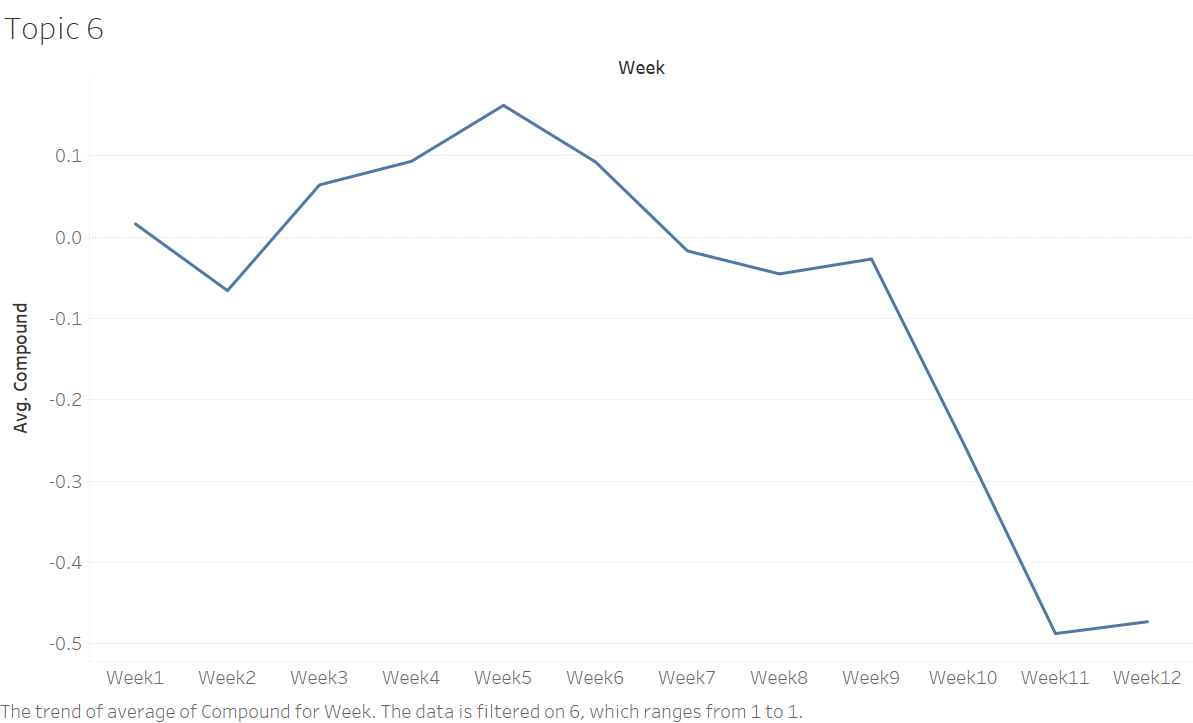 Topic 6
Week
Avg. Compound
0.1
0.0
-0.1
-0.2
-0.3
-0.4
-0.5
Week1 Week2 Week3 Week4 Week5 Week6 Week7 Week8 Week9 Week10 Week11 Week12
The trend of average of Compound for Week. The data is filtered on 6, which ranges from 1 to 1.